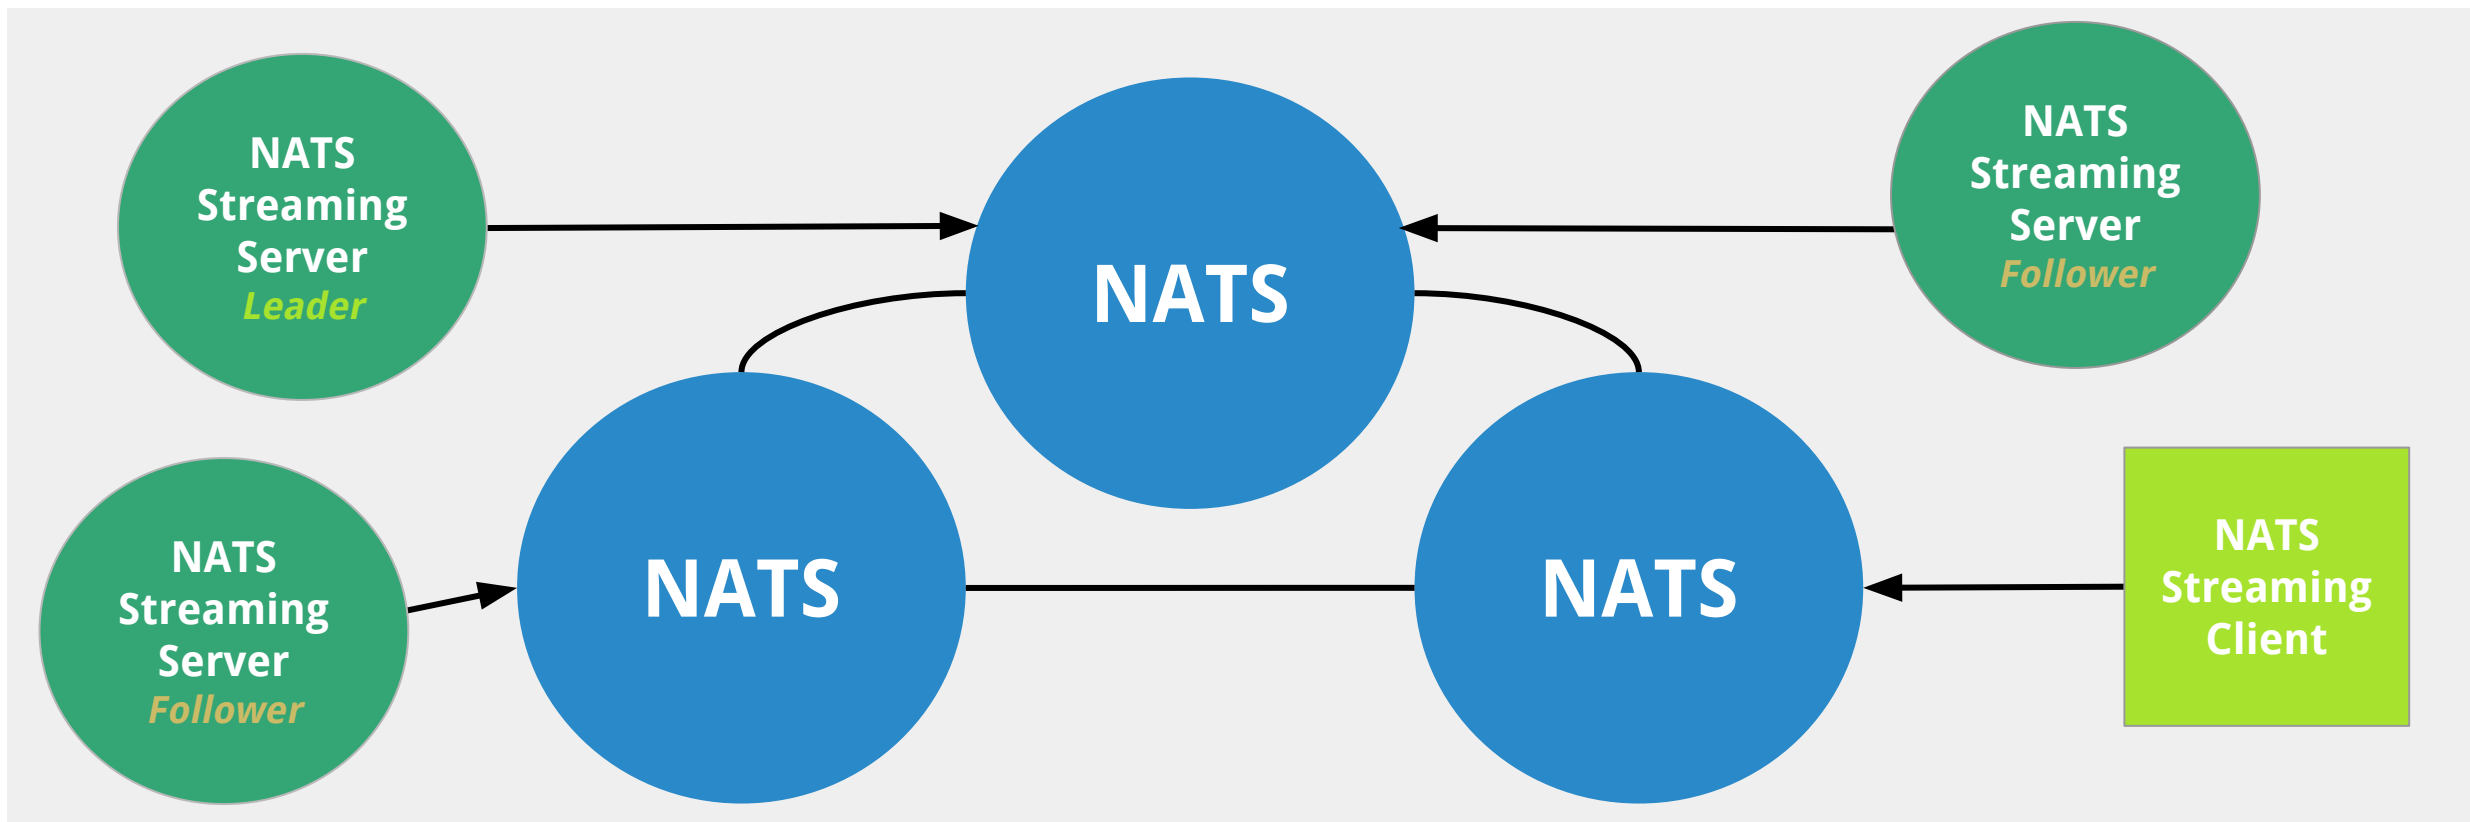 NATS
Streaming
Server
Leader
NATS
NATS
Streaming
Server
Follower
NATS
Streaming
Server
Follower
NATS
NATS
NATS
Streaming
Client